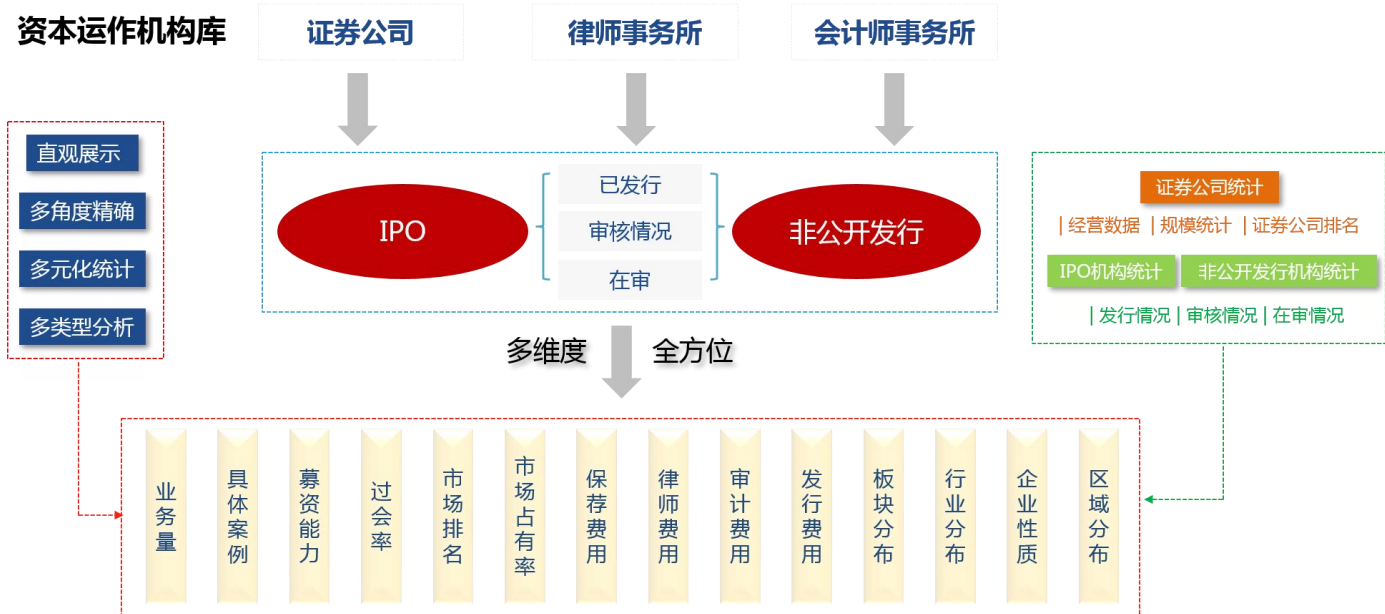 资本运作机构库
证券公司
律师事务所
会计师事务所
直观展示
多角度精确
多元化统计
多类型分析
IPO
已发行
审核情况
在审
非公开发行
证券公司统计
| 经营数据 | 规模统计 | 证券公司排名
IPO机构统计
非公开发行机构统计
| 发行情况 | 审核情况 | 在审情况
多维度
全方位
业务量
具体案例
募资能力
过会率
市场排名
市场占有率
保荐费用
律师费用
审计费用
发行费用
板块分布
行业分布
企业性质
区域分布